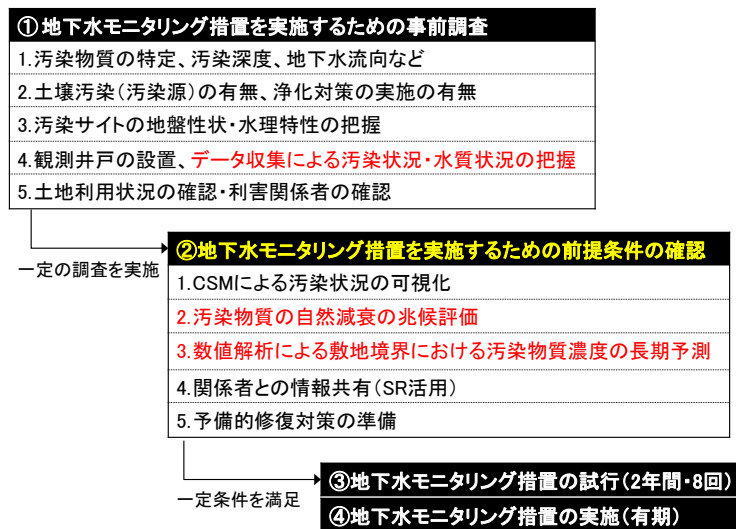 ①地下水モニタリング措置を実施するための事前調査
1.汚染物質の特定、汚染深度、地下水流向など
2.土壌汚染(汚染源)の有無、浄化対策の実施の有無
3.汚染サイトの地盤性状・水理特性の把握
4.観測井戸の設置、データ収集による汚染状況・水質状況の把握
5.土地利用状況の確認・利害関係者の確認
一定の調査を実施
②地下水モニタリング措置を実施するための前提条件の確認
1.CSMによる汚染状況の可視化
2.汚染物質の自然減衰の兆候評価
3.数値解析による敷地境界における汚染物質濃度の長期予測
4.関係者との情報共有(SR活用)
5.予備的修復対策の準備
一定条件を満足
③地下水モニタリング措置の試行(2年間・8回)
④地下水モニタリング措置の実施(有期)